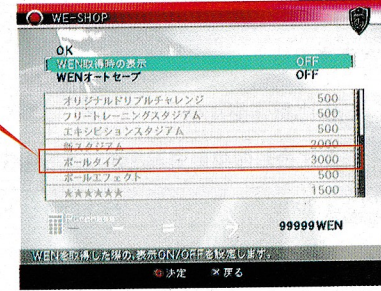 WE-SHOP
OK
WEN取得時の表示 OFF
WENオートセーブ OFF
オリジナルドリブルチャレンジ 500
フリートレーニングスタジアム 500
エキシビションスタジアム 500
新スタジアム 2000
ボールタイプ 3000
ボールエフェクト 500
★★★★★★ 1500
99999WEN
WENを取得した際の、表示ON/OFFを設定します。
決定 × 戻る